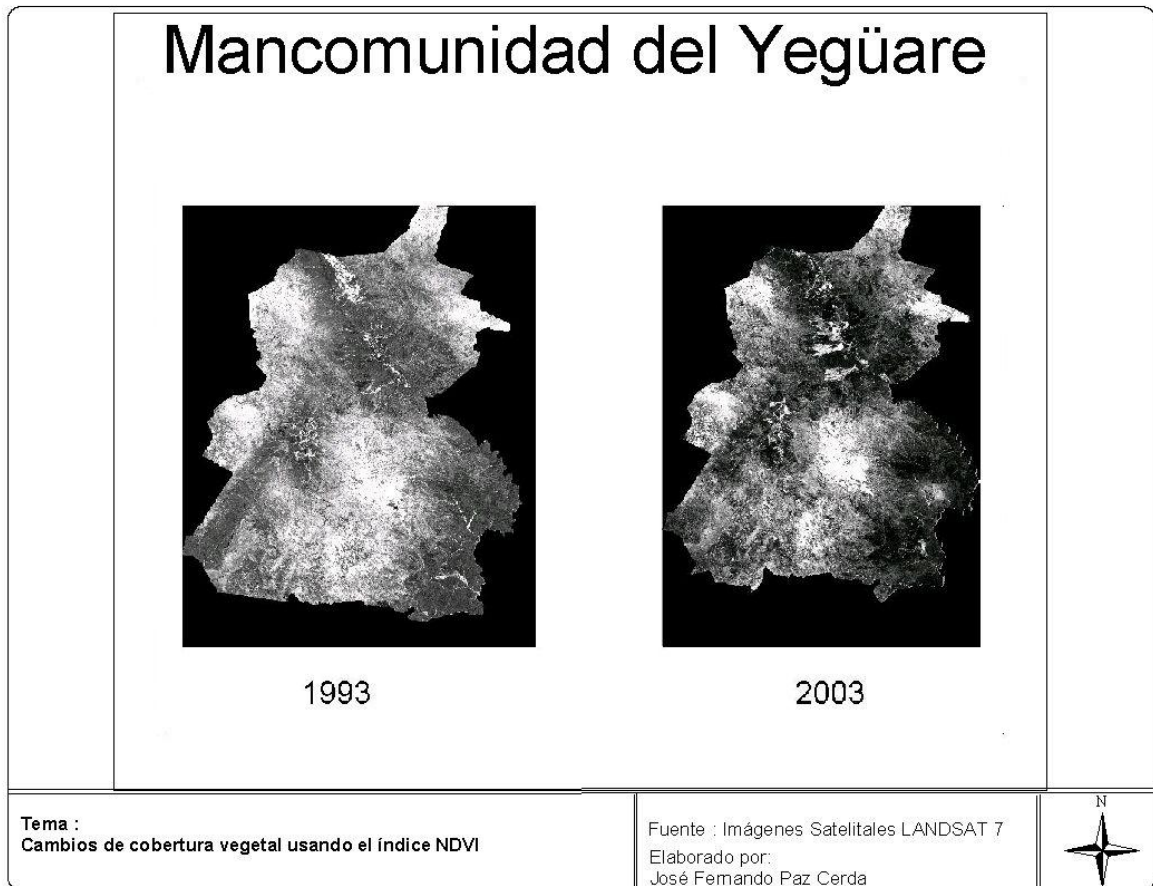 Mancomunidad del Yegüare
1993
2003
Tema :
Cambios de cobertura vegetal usando el índice NDVI
Fuente : Imágenes Satelitales LANDSAT 7
Elaborado por:
José Fernando Paz Cerda
N